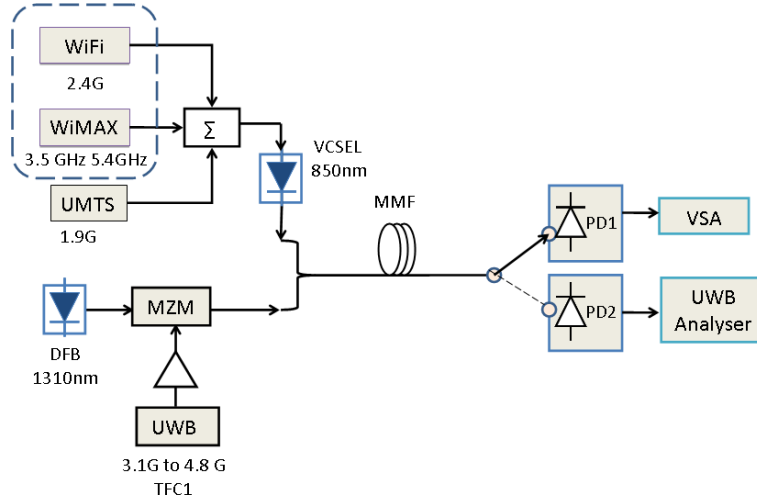 WiFi
2.4G
WiMAX
3.5 GHz 5.4GHz
UMTS
1.9G
Σ
VCSEL
850nm
MMF
PD1
VSA
PD2
UWB
Analyser
MZM
DFB
1310nm
UWB
3.1G to 4.8 G
TFC1